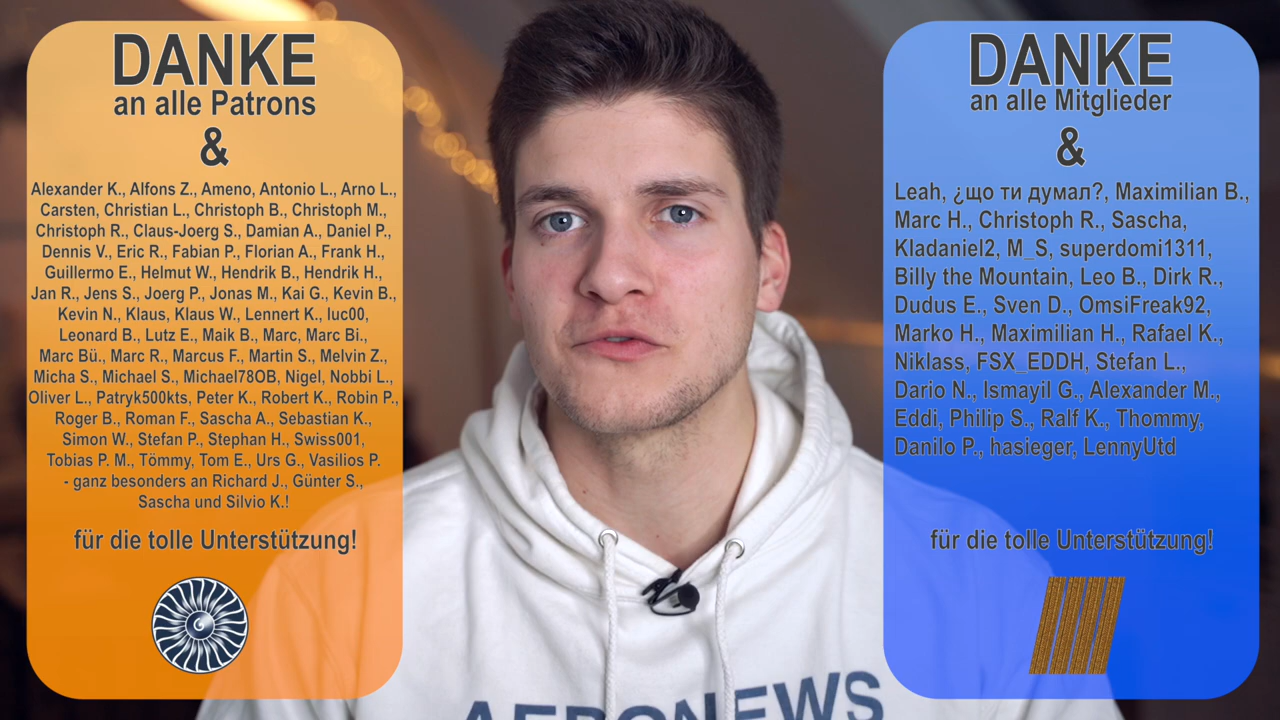 DANKE
an alle Patrons
&
Alexander K., Alfons Z., Ameno, Antonio L., Arno L.,
Carsten, Christian L., Christoph B., Christoph M.,
Christoph R., Claus-Joerg S., Damian A., Daniel P.,
Dennis V., Eric R., Fabian P., Florian A., Frank H.,
Guillermo E., Helmut W., Hendrik B., Hendrik H.,
Jan R., Jens S., Joerg P., Jonas M., Kai G., Kevin B.,
Kevin N., Klaus, Klaus W., Lennert K., luc00,
Leonard B., Lutz E., Maik B., Marc, Marc Bi.,
Marc Bü., Marc R., Marcus F., Martin S., Melvin Z.,
Micha S., Michael S., Michael78OB, Nigel, Nobbi L.,
Oliver L., Patryk500kts, Peter K., Robert K., Robin P.,
Roger B., Roman F., Sascha A., Sebastian K.,
Simon W., Stefan P., Stephan H., Swiss001,
Tobias P. M., Tömmy, Tom E., Urs G., Vasilios P.
- ganz besonders an Richard J., Günter S.,
Sascha und Silvio K.!
für die tolle Unterstützung!
DANKE
an alle Mitglieder
&
Leah, ¿що ти думал?, Maximilian B.,
Marc H., Christoph R., Sascha,
Kladaniel2, M_S, superdomi1311,
Billy the Mountain, Leo B., Dirk R.,
Dudus E., Sven D., OmsiFreak92,
Marko H., Maximilian H., Rafael K.,
Niklass, FSX_EDDH, Stefan L.,
Dario N., Ismayil G., Alexander M.,
Eddi, Philip S., Ralf K., Thommy,
Danilo P., hasieger, LennyUtd
für die tolle Unterstützung!
AERONEWS